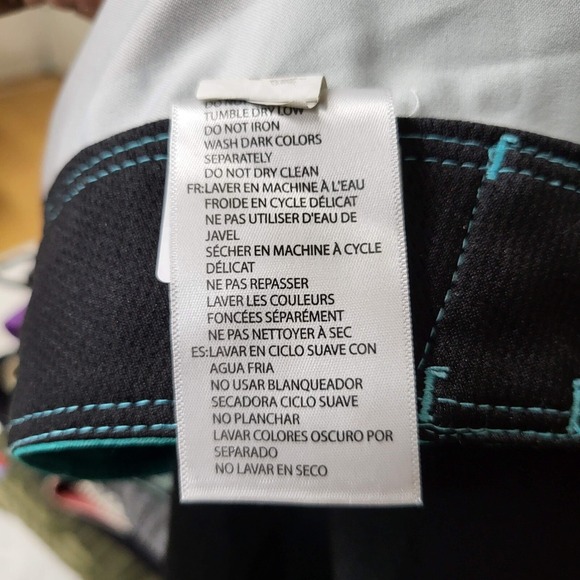 DO NOT
TUMBLE DRY LOW
DO NOT IRON
WASH DARK COLORS
SEPARATELY
DO NOT DRY CLEAN
FR:LAVER EN MACHINE À L'EAU
FROIDE EN CYCLE DÉLICAT
NE PAS UTILISER D'EAU DE
JAVEL
SÉCHER EN MACHINE À CYCLE
DÉLICAT
NE PAS REPASSER
LAVER LES COULEURS
FONCÉES SÉPARÉMENT
NE PAS NETTOYER À SEC
ES:LAVAR EN CICLO SUAVE CON
AGUA FRIA
NO USAR BLANQUEADOR
SECADORA CICLO SUAVE
NO PLANCHAR
LAVAR COLORES OSCURO POR
SEPARADO
NO LAVAR EN SECO